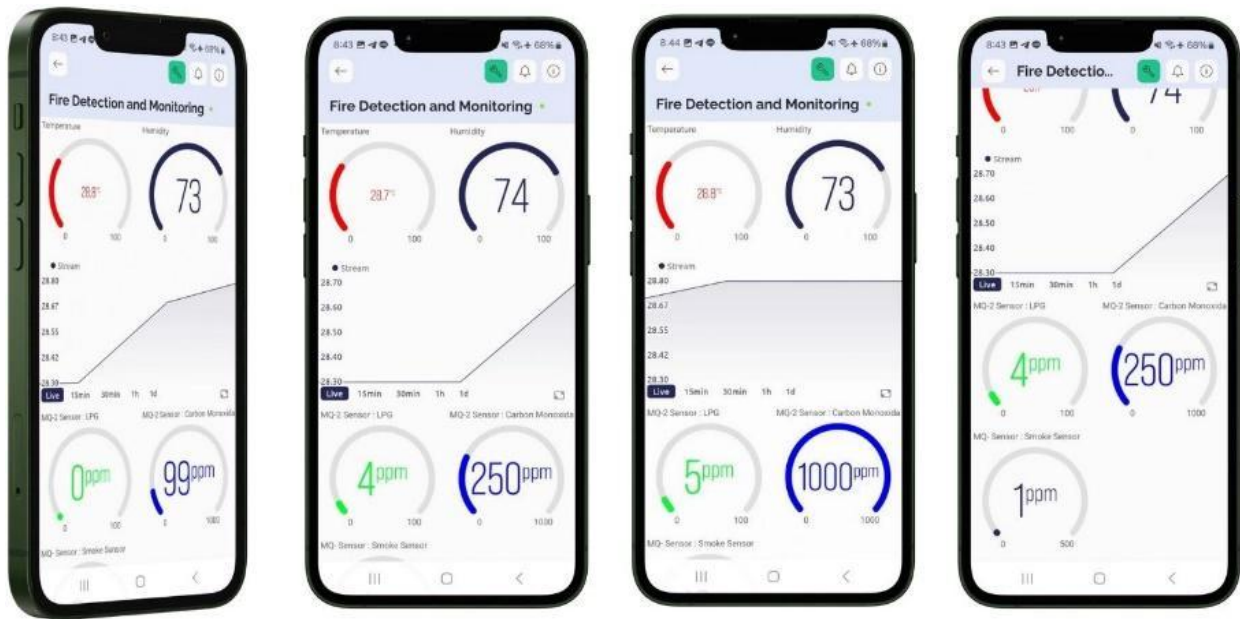 8:43
68%
Fire Detection and Monitoring
Temperature
Humidity
28.8°c
73
0
100
0
100
Stream
28.80
28.67
28.55
28.42
28.30
Live 15min 30min 1h 1d
MQ-2 Sensor : LPG
MQ-2 Sensor : Carbon Monoxida
0ppm
99ppm
0
100
0
1000
MQ- Sensor : Smoke Sensor
8:43
68%
Fire Detection and Monitoring
Temperature
Humidity
28.7°c
74
0
100
0
100
Stream
28.70
28.60
28.50
28.40
28.30
Live 15min 30min 1h 1d
MQ-2 Sensor : LPG
MQ-2 Sensor : Carbon Monoxida
4ppm
250ppm
0
100
0
1000
MQ- Sensor : Smoke Sensor
8:44
68%
Fire Detection and Monitoring
Temperature
Humidity
28.8°c
73
0
100
0
100
Stream
28.80
28.67
28.55
28.42
28.30
Live 15min 30min 1h 1d
MQ-2 Sensor : LPG
MQ-2 Sensor : Carbon Monoxida
5ppm
1000ppm
0
100
0
1000
MQ- Sensor : Smoke Sensor
8:43
68%
Fire Detectio...
74
0
100
0
100
Stream
28.70
28.60
28.50
28.40
28.30
Live 15min 30min 1h 1d
MQ-2 Sensor : LPG
MQ-2 Sensor : Carbon Monoxida
4ppm
250ppm
0
100
0
1000
MQ- Sensor : Smoke Sensor
1ppm
0
500